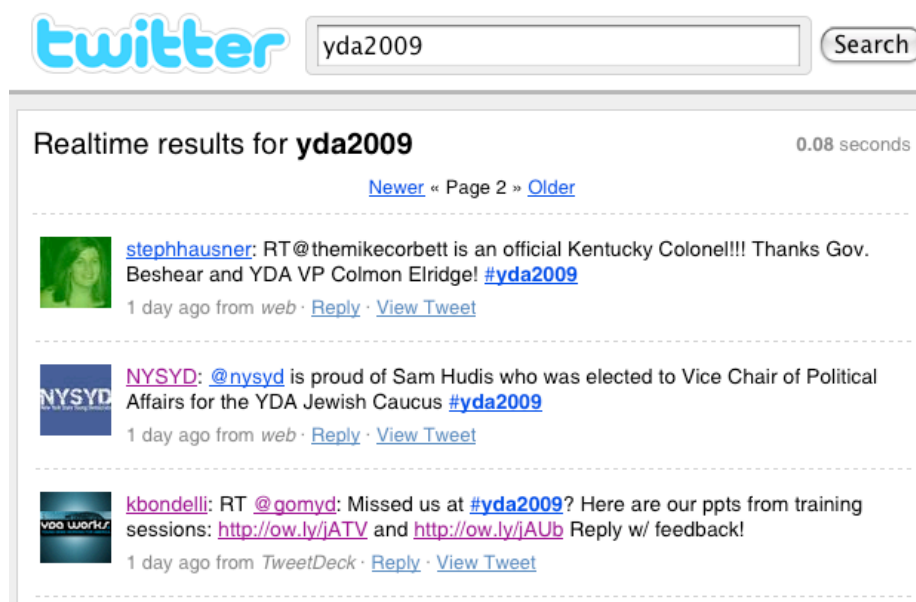 twitter
yda2009
Search
Realtime results for yda2009
0.08 seconds
Newer « Page 2 » Older
stephhausner: RT@themikecorbett is an official Kentucky Colonel!!! Thanks Gov.
Beshear and YDA VP Colmon Elridge! #yda2009
1 day ago from web · Reply · View Tweet
NYSYD
NYSYD: @nysyd is proud of Sam Hudis who was elected to Vice Chair of Political
Affairs for the YDA Jewish Caucus #yda2009
1 day ago from web · Reply · View Tweet
yda works
kbondelli: RT @gomyd: Missed us at #yda2009? Here are our ppts from training
sessions: http://ow.ly/jATV and http://ow.ly/jAUb Reply w/ feedback!
1 day ago from TweetDeck · Reply · View Tweet